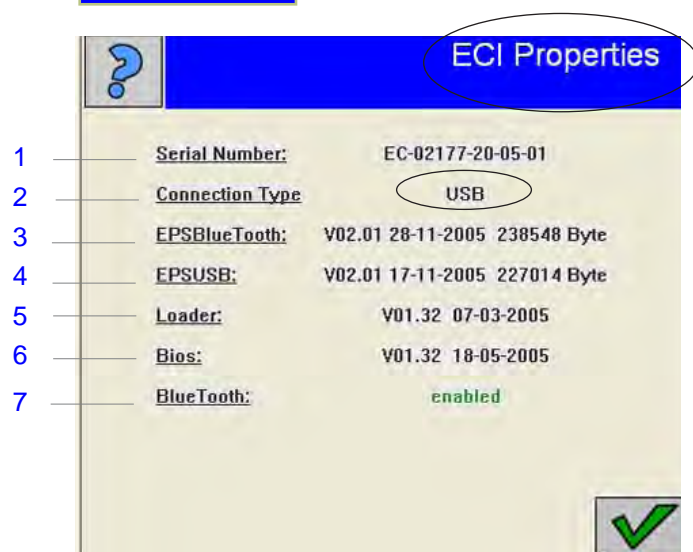 ECI Properties
1 Serial Number: EC-02177-20-05-01
2 Connection Type USB
3 EPSBlueTooth: V02.01 28-11-2005 238548 Byte
4 EPSUSB: V02.01 17-11-2005 227014 Byte
5 Loader: V01.32 07-03-2005
6 Bios: V01.32 18-05-2005
7 BlueTooth: enabled